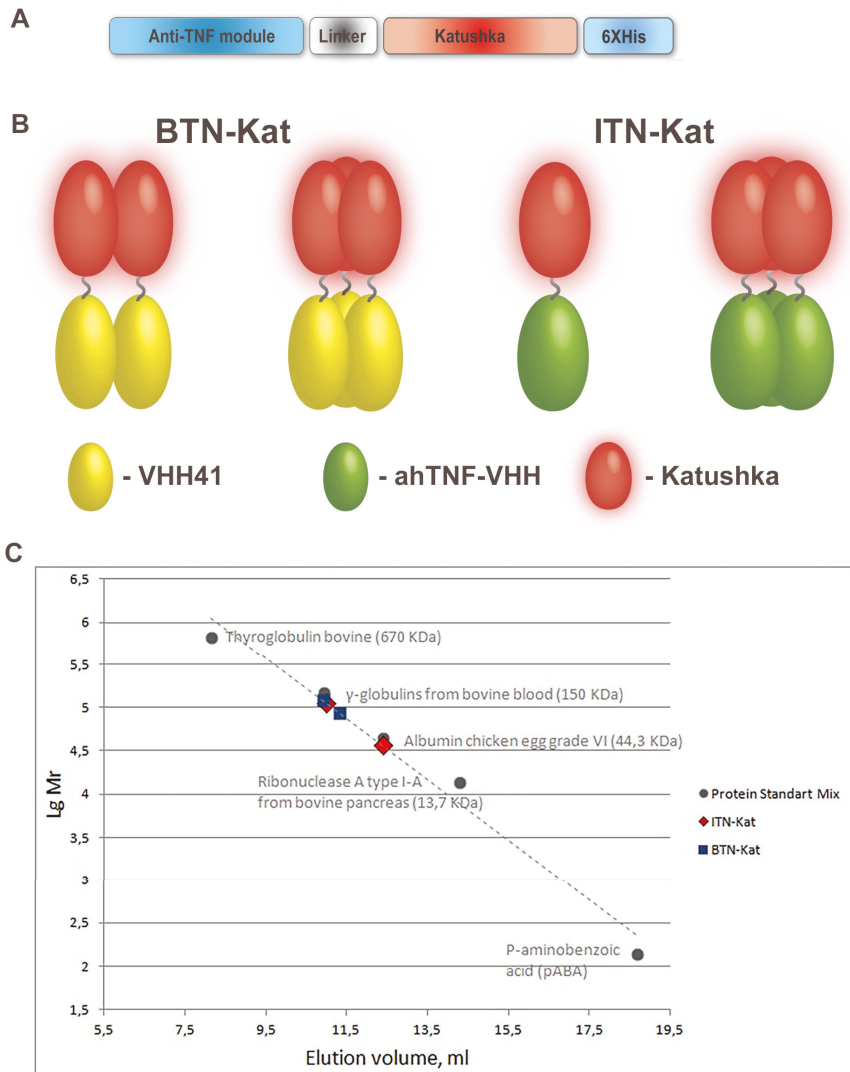 A
Anti-TNF module
Linker
Katushka
6XHis
B
BTN-Kat
ITN-Kat
- VHH41
- ahTNF-VHH
- Katushka
C
6,5
6
5,5
5
4,5
4
3,5
3
2,5
2
1,5
Lg Mr
Thyroglobulin bovine (670 KDa)
γ-globulins from bovine blood (150 KDa)
Albumin chicken egg grade VI (44,3 KDa)
Ribonuclease A type I-A
from bovine pancreas (13,7 KDa)
P-aminobenzoic
acid (pABA)
Protein Standart Mix
ITN-Kat
BTN-Kat
5,5
7,5
9,5
11,5
13,5
15,5
17,5
19,5
Elution volume, ml